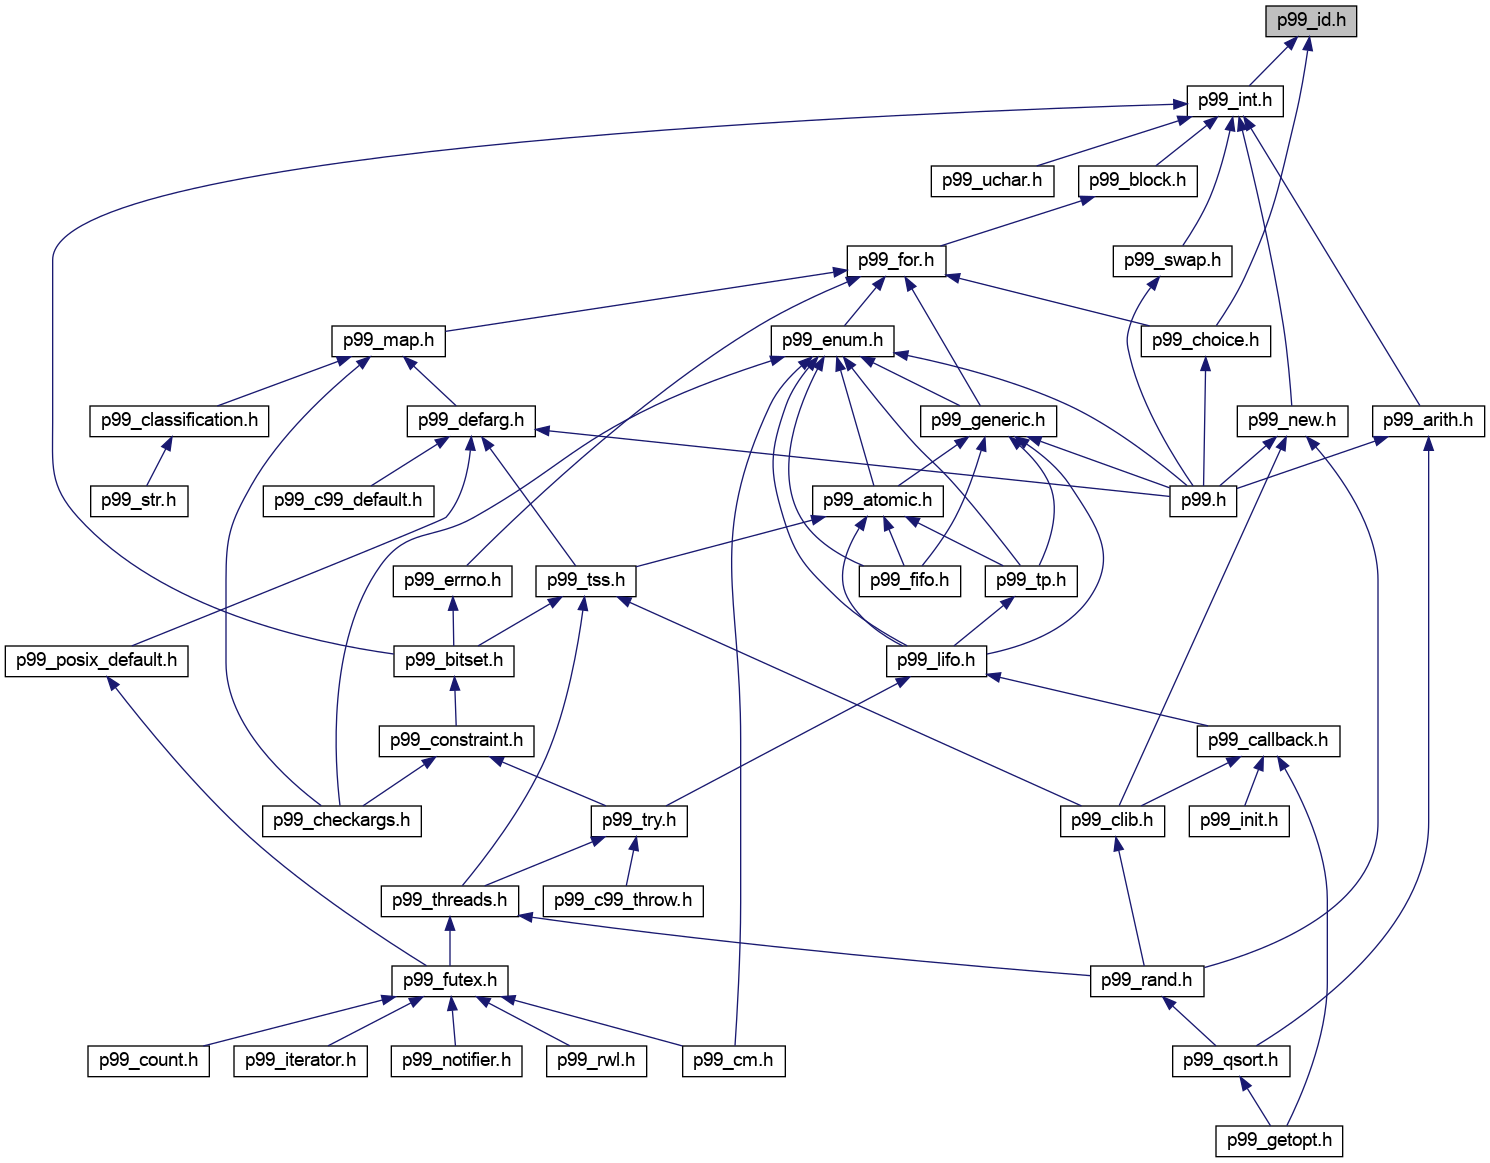 p99_id.h
p99_int.h
p99_uchar.h
p99_block.h
p99_for.h
p99_swap.h
p99_map.h
p99_enum.h
p99_choice.h
p99_classification.h
p99_defarg.h
p99_generic.h
p99_new.h
p99_arith.h
p99_str.h
p99_c99_default.h
p99_atomic.h
p99.h
p99_errno.h
p99_tss.h
p99_fifo.h
p99_tp.h
p99_posix_default.h
p99_bitset.h
p99_lifo.h
p99_constraint.h
p99_callback.h
p99_checkargs.h
p99_try.h
p99_clib.h
p99_init.h
p99_threads.h
p99_c99_throw.h
p99_futex.h
p99_rand.h
p99_count.h
p99_iterator.h
p99_notifier.h
p99_rwl.h
p99_cm.h
p99_qsort.h
p99_getopt.h